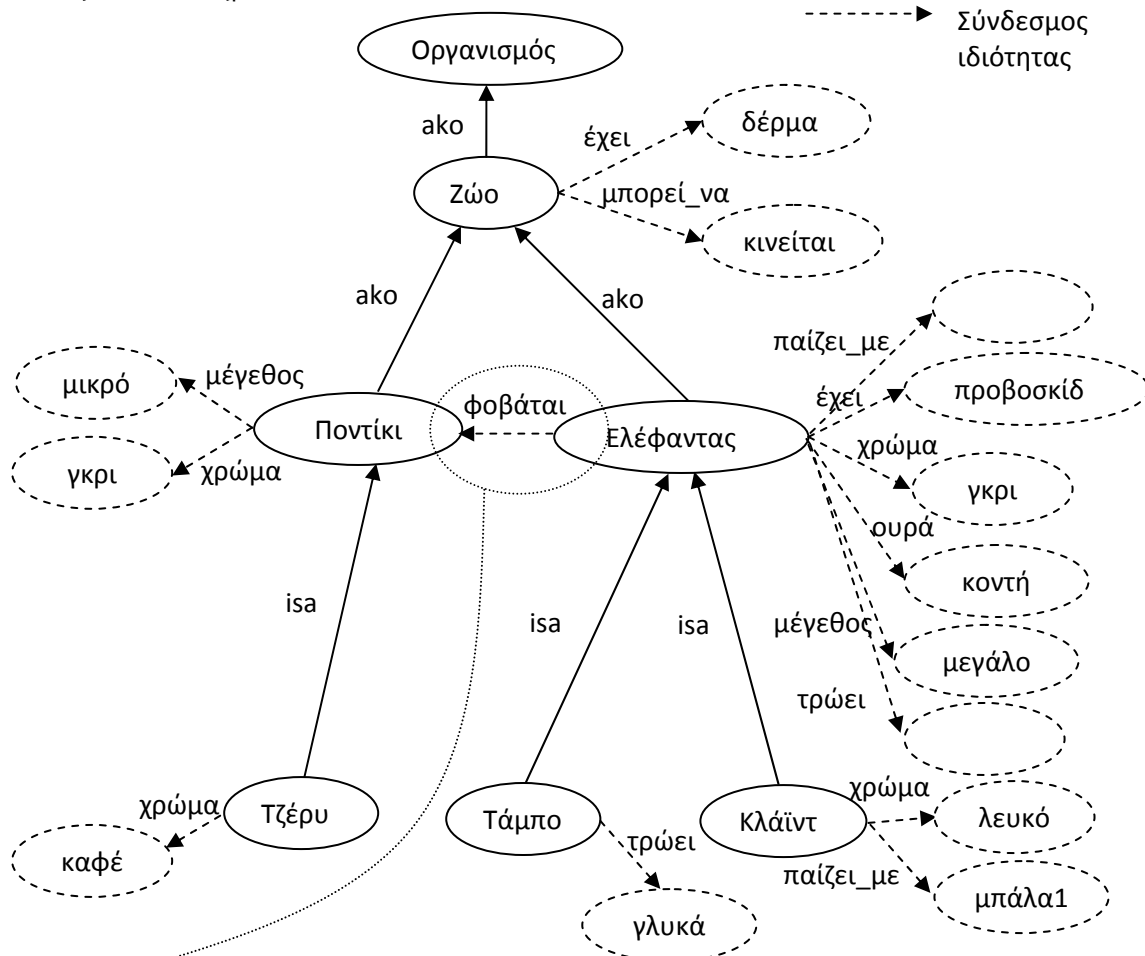 Σύνδεσμος
ιδιότητας
Οργανισμός
ako
έχει
δέρμα
Ζώο
μπορεί_να
κινείται
ako
ako
παίζει_με
μικρό
μέγεθος
φοβάται
έχει
προβοσκίδ
Ποντίκι
Ελέφαντας
γκρι
χρώμα
χρώμα
γκρι
ουρά
κοντή
isa
isa
isa
μέγεθος
μεγάλο
τρώει
χρώμα
Τζέρυ
Τάμπο
Κλάϊντ
χρώμα
λευκό
καφέ
τρώει
παίζει_με
μπάλα1
γλυκά